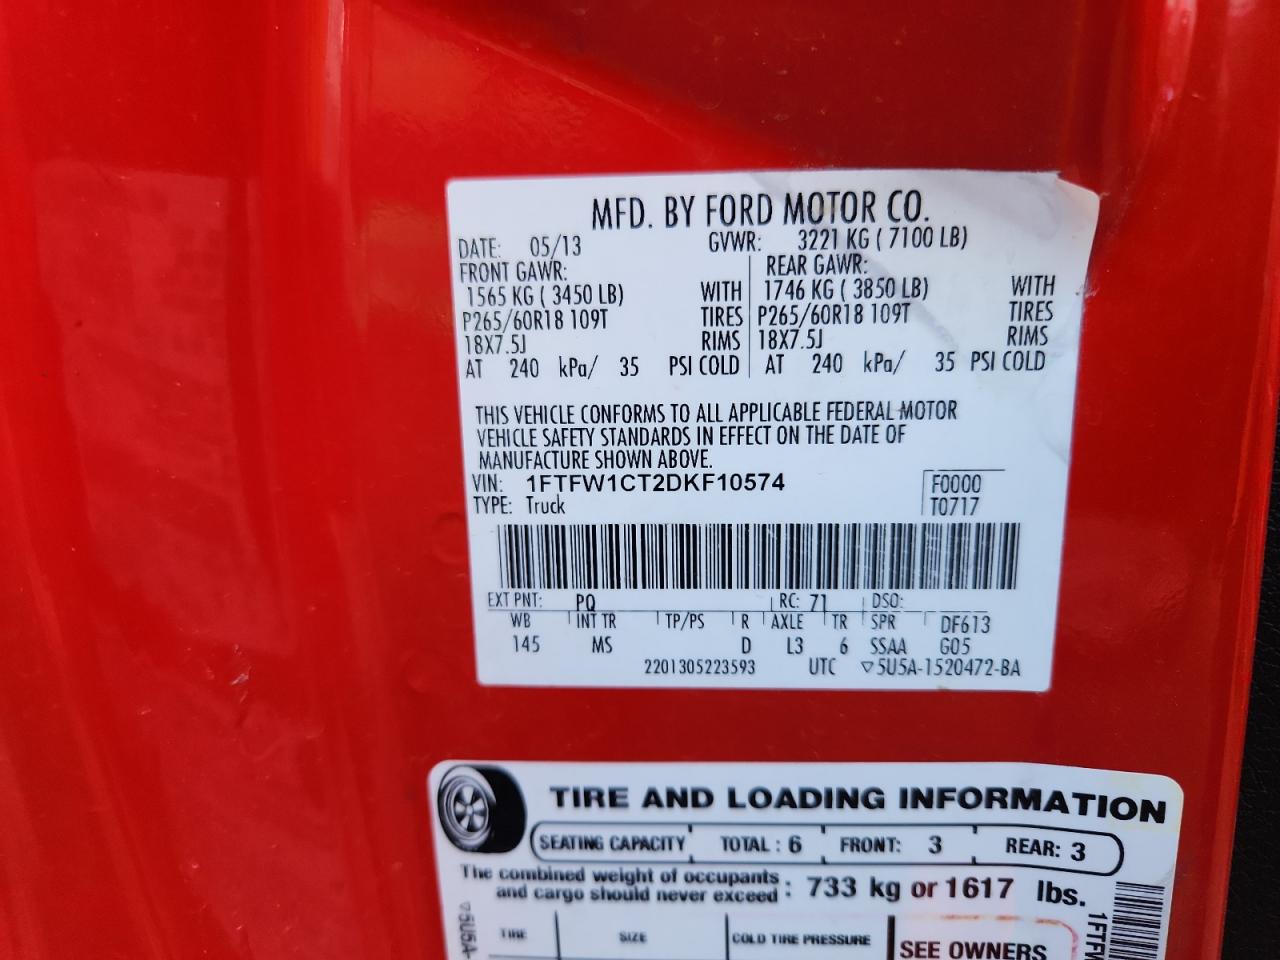 MFD. BY FORD MOTOR CO.
DATE: 05/13 GVWR: 3221 KG ( 7100 LB)
FRONT GAWR: REAR GAWR:
1565 KG ( 3450 LB) WITH 1746 KG ( 3850 LB) WITH
P265/60R18 109T TIRES P265/60R18 109T TIRES
18X7.5J RIMS 18X7.5J RIMS
AT 240 kPa/ 35 PSI COLD AT 240 kPa/ 35 PSI COLD
THIS VEHICLE CONFORMS TO ALL APPLICABLE FEDERAL MOTOR
VEHICLE SAFETY STANDARDS IN EFFECT ON THE DATE OF
MANUFACTURE SHOWN ABOVE.
VIN: 1FTFW1CT2DKF10574 F0000
TYPE: Truck T0717
EXT PNT: PQ RC: 71 DSO:
WB INT TR TP/PS R AXLE TR SPR DF613
145 MS D L3 6 SSAA G05
2201305223593 UTC ▽5U5A-1520472-BA
TIRE AND LOADING INFORMATION
SEATING CAPACITY TOTAL : 6 FRONT: 3 REAR: 3
The combined weight of occupants
and cargo should never exceed : 733 kg or 1617 lbs.
TIRE SIZE COLD TIRE PRESSURE SEE OWNERS
▽5U5A-
1FTFW